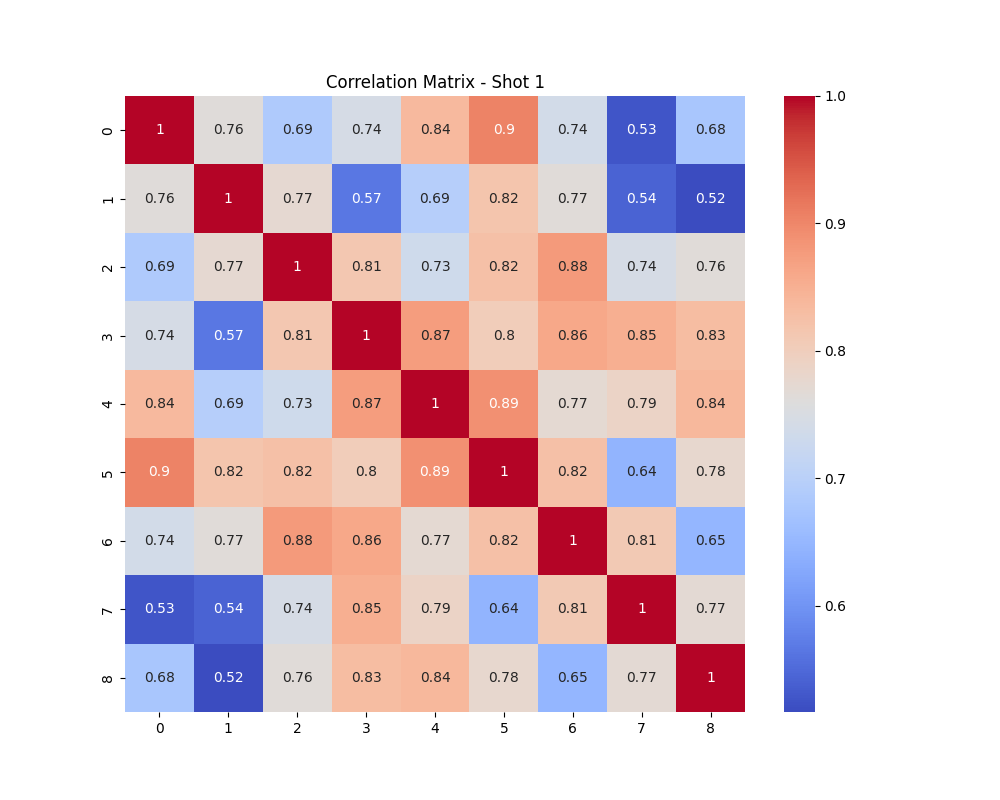 Correlation Matrix - Shot 1
0 1 0.76 0.69 0.74 0.84 0.9 0.74 0.53 0.68
1 0.76 1 0.77 0.57 0.69 0.82 0.77 0.54 0.52
2 0.69 0.77 1 0.81 0.73 0.82 0.88 0.74 0.76
3 0.74 0.57 0.81 1 0.87 0.8 0.86 0.85 0.83
4 0.84 0.69 0.73 0.87 1 0.89 0.77 0.79 0.84
5 0.9 0.82 0.82 0.8 0.89 1 0.82 0.64 0.78
6 0.74 0.77 0.88 0.86 0.77 0.82 1 0.81 0.65
7 0.53 0.54 0.74 0.85 0.79 0.64 0.81 1 0.77
8 0.68 0.52 0.76 0.83 0.84 0.78 0.65 0.77 1
0 1 2 3 4 5 6 7 8
1.0
0.9
0.8
0.7
0.6